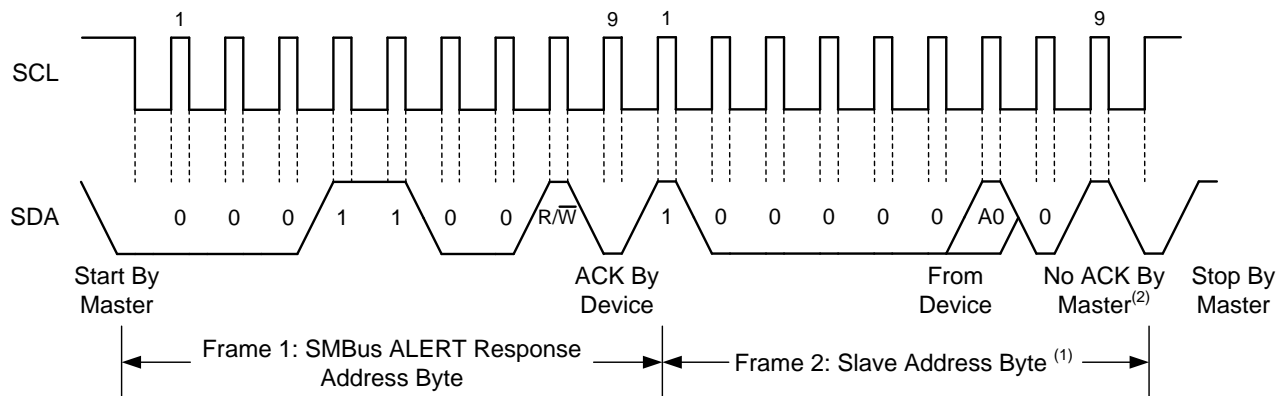 1 9 1 9
SCL
SDA 0 0 0 1 1 0 0 R/W̅ 1 0 0 0 0 0 A0 0
Start By
Master
ACK By
Device
From
Device
No ACK By
Master(2)
Stop By
Master
Frame 1: SMBus ALERT Response
Address Byte
Frame 2: Slave Address Byte (1)